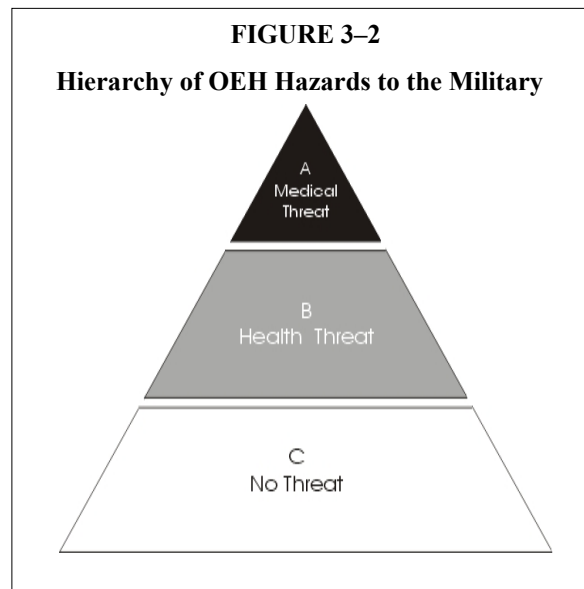 FIGURE 3–2
Hierarchy of OEH Hazards to the Military
A
Medical
Threat
B
Health Threat
C
No Threat